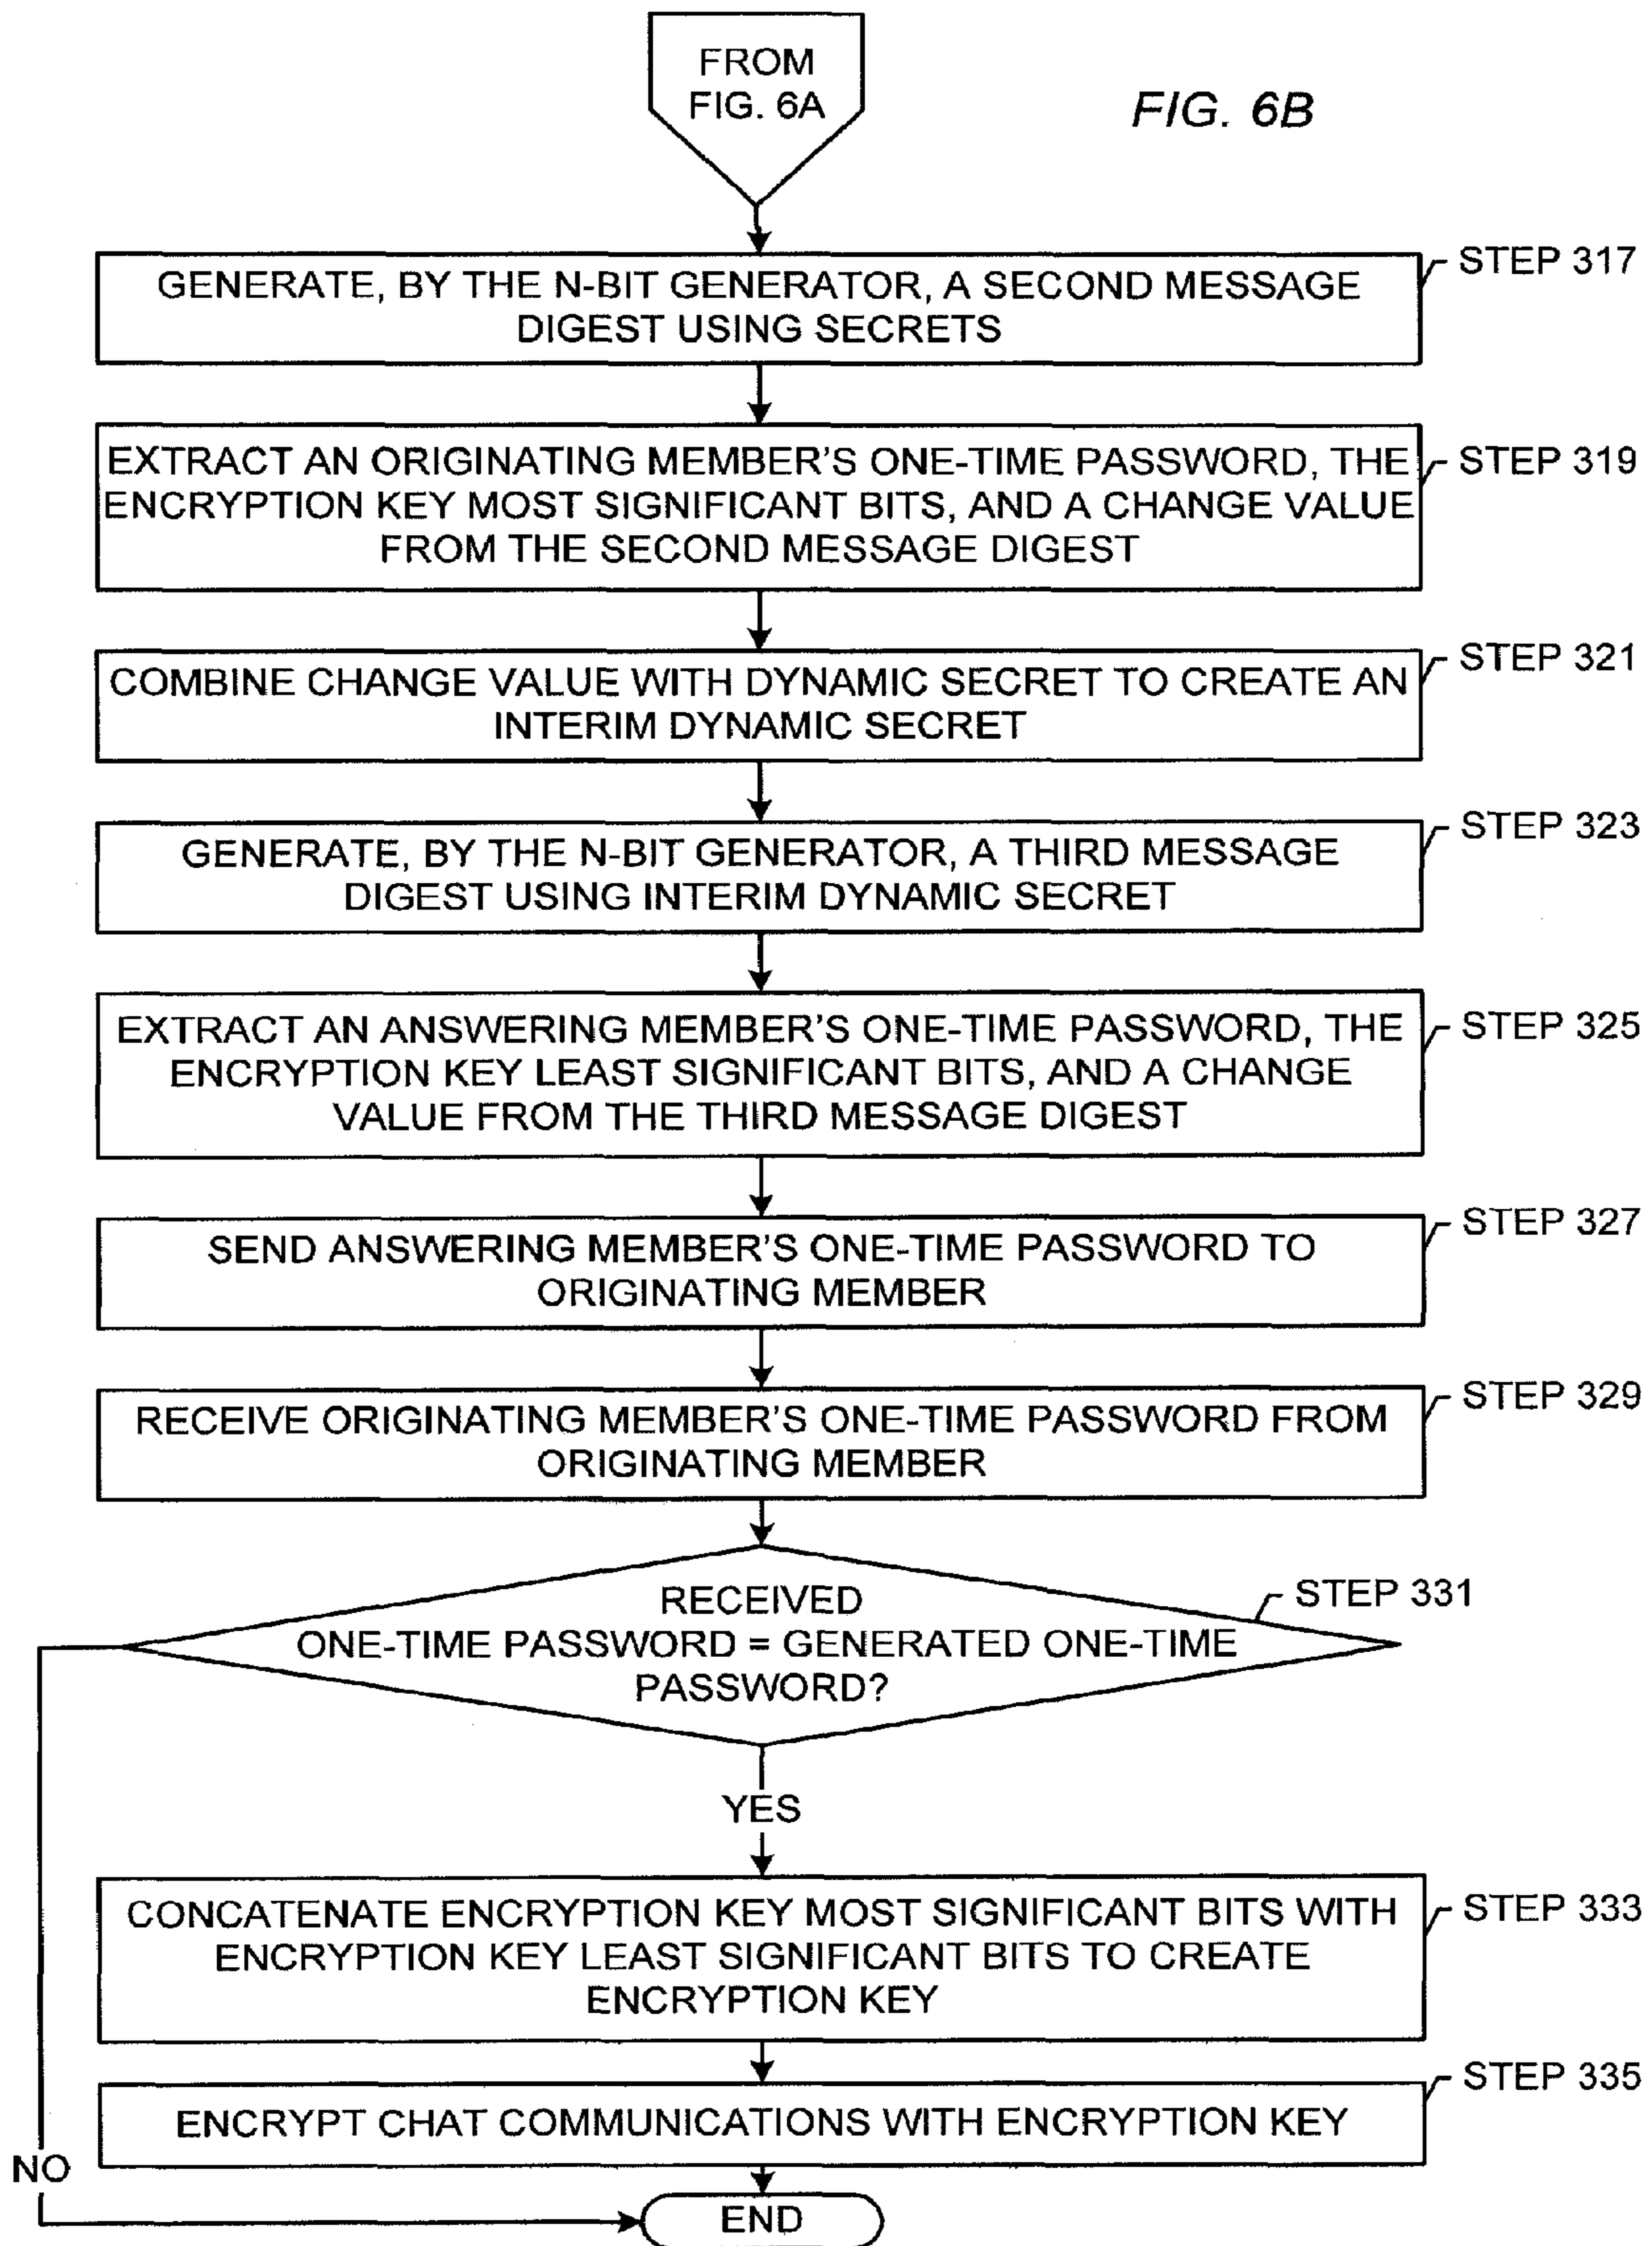 FROM
FIG. 6A
FIG. 6B
STEP 317
GENERATE, BY THE N-BIT GENERATOR, A SECOND MESSAGE
DIGEST USING SECRETS
STEP 319
EXTRACT AN ORIGINATING MEMBER'S ONE-TIME PASSWORD, THE
ENCRYPTION KEY MOST SIGNIFICANT BITS, AND A CHANGE VALUE
FROM THE SECOND MESSAGE DIGEST
STEP 321
COMBINE CHANGE VALUE WITH DYNAMIC SECRET TO CREATE AN
INTERIM DYNAMIC SECRET
STEP 323
GENERATE, BY THE N-BIT GENERATOR, A THIRD MESSAGE
DIGEST USING INTERIM DYNAMIC SECRET
STEP 325
EXTRACT AN ANSWERING MEMBER'S ONE-TIME PASSWORD, THE
ENCRYPTION KEY LEAST SIGNIFICANT BITS, AND A CHANGE
VALUE FROM THE THIRD MESSAGE DIGEST
STEP 327
SEND ANSWERING MEMBER'S ONE-TIME PASSWORD TO
ORIGINATING MEMBER
STEP 329
RECEIVE ORIGINATING MEMBER'S ONE-TIME PASSWORD FROM
ORIGINATING MEMBER
STEP 331
RECEIVED
ONE-TIME PASSWORD = GENERATED ONE-TIME
PASSWORD?
YES
STEP 333
CONCATENATE ENCRYPTION KEY MOST SIGNIFICANT BITS WITH
ENCRYPTION KEY LEAST SIGNIFICANT BITS TO CREATE
ENCRYPTION KEY
STEP 335
ENCRYPT CHAT COMMUNICATIONS WITH ENCRYPTION KEY
NO
END